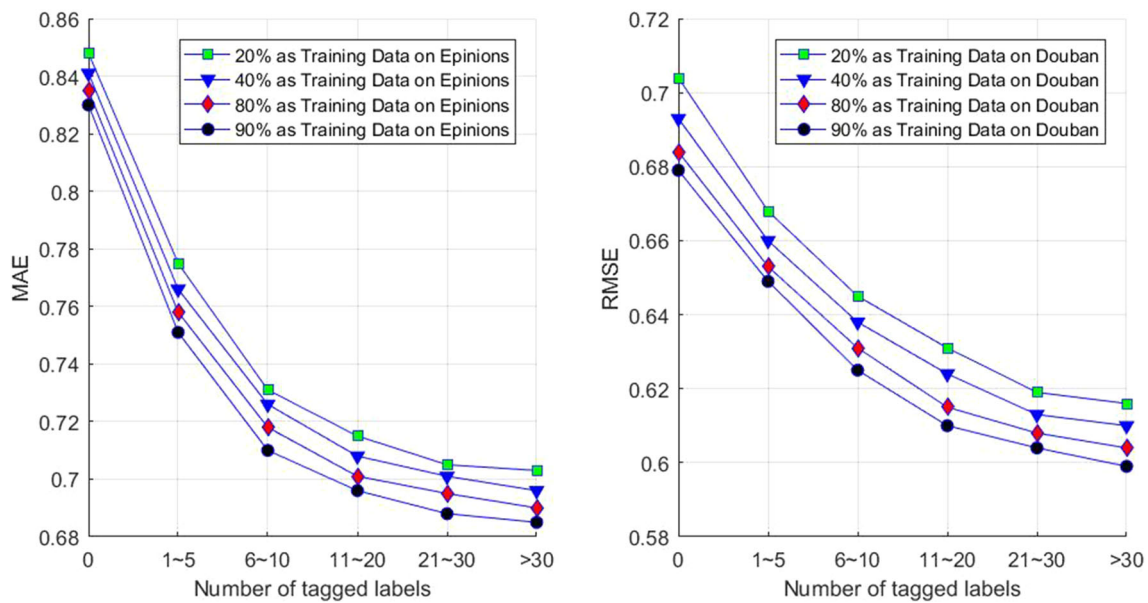 0.86
0.84
0.82
0.8
0.78
0.76
0.74
0.72
0.7
0.68
MAE
20% as Training Data on Epinions
40% as Training Data on Epinions
80% as Training Data on Epinions
90% as Training Data on Epinions
0 1~5 6~10 11~20 21~30 >30
Number of tagged labels
0.72
0.7
0.68
0.66
0.64
0.62
0.6
0.58
RMSE
20% as Training Data on Douban
40% as Training Data on Douban
80% as Training Data on Douban
90% as Training Data on Douban
0 1~5 6~10 11~20 21~30 >30
Number of tagged labels